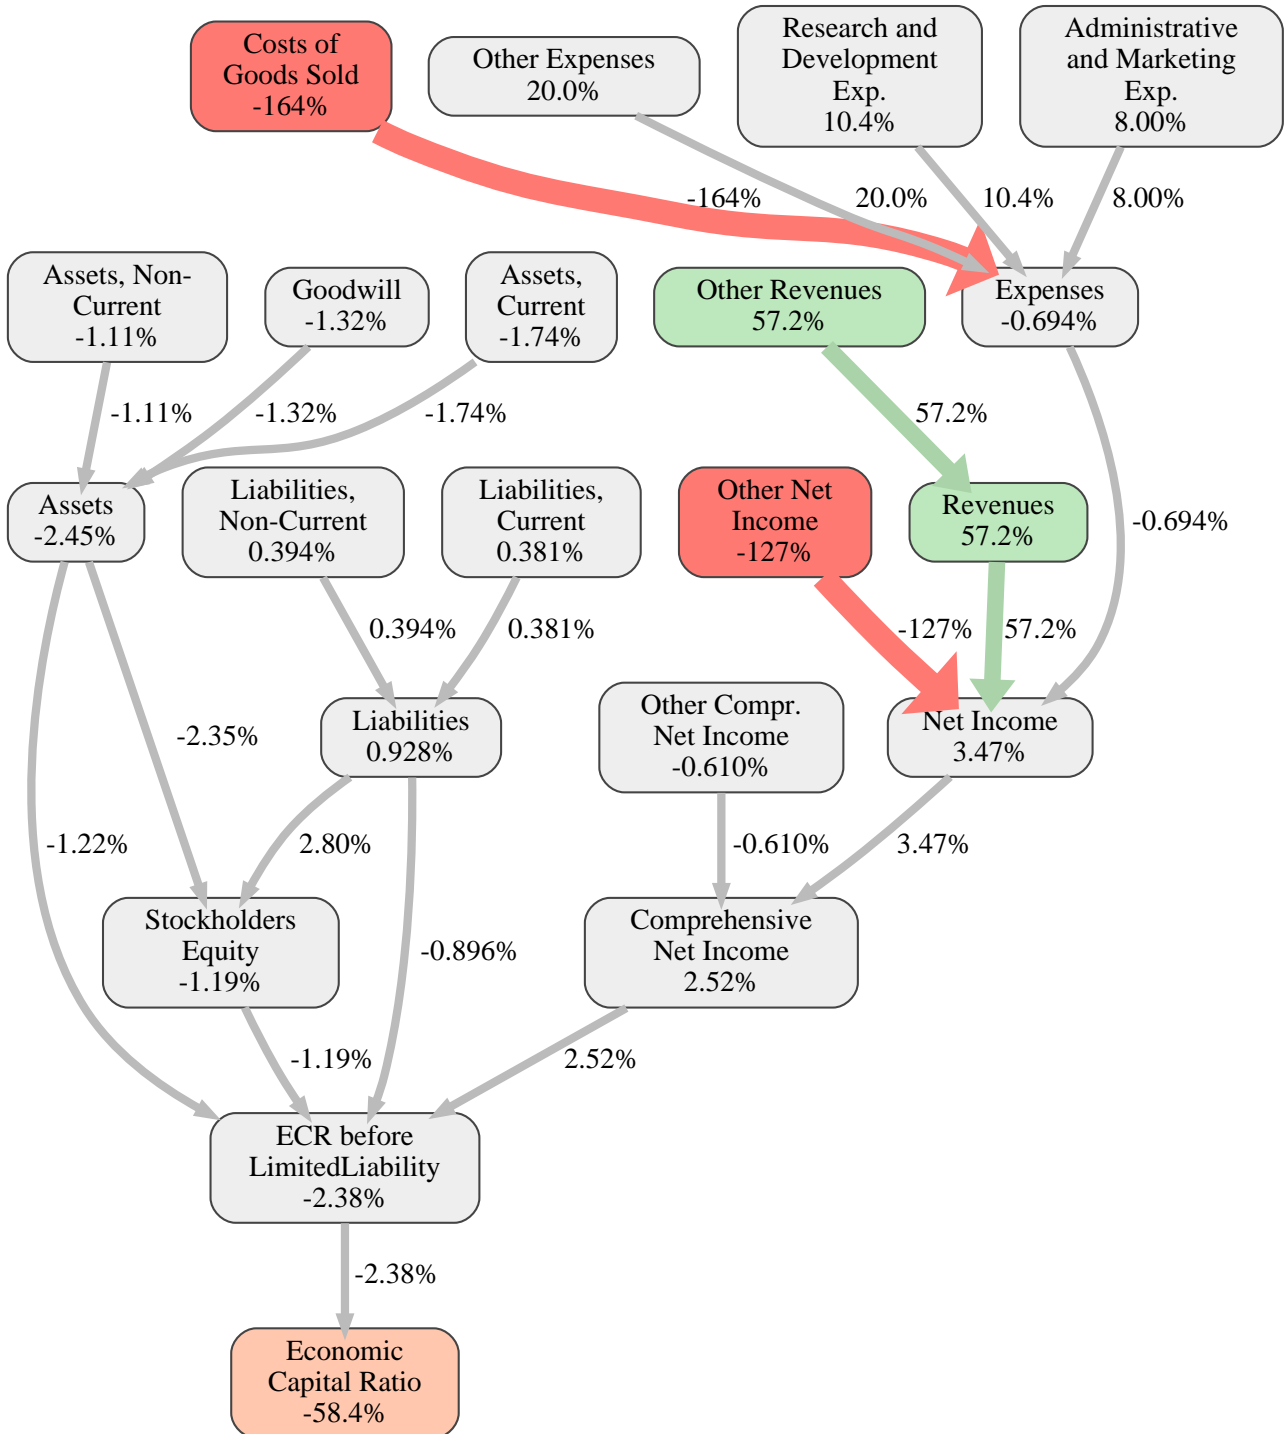 Costs of
Goods Sold
-164%
Other Expenses
20.0%
Research and
Development
Exp.
10.4%
Administrative
and Marketing
Exp.
8.00%
-164%
20.0%
10.4%
8.00%
Assets, Non-
Current
-1.11%
Goodwill
-1.32%
Assets,
Current
-1.74%
Other Revenues
57.2%
Expenses
-0.694%
-1.11%
-1.32%
-1.74%
57.2%
Assets
-2.45%
Liabilities,
Non-Current
0.394%
Liabilities,
Current
0.381%
Other Net
Income
-127%
Revenues
57.2%
-0.694%
0.394%
0.381%
-127%
57.2%
-2.35%
Liabilities
0.928%
Other Compr.
Net Income
-0.610%
Net Income
3.47%
-1.22%
2.80%
-0.610%
3.47%
Stockholders
Equity
-1.19%
-0.896%
Comprehensive
Net Income
2.52%
-1.19%
2.52%
ECR before
LimitedLiability
-2.38%
-2.38%
Economic
Capital Ratio
-58.4%